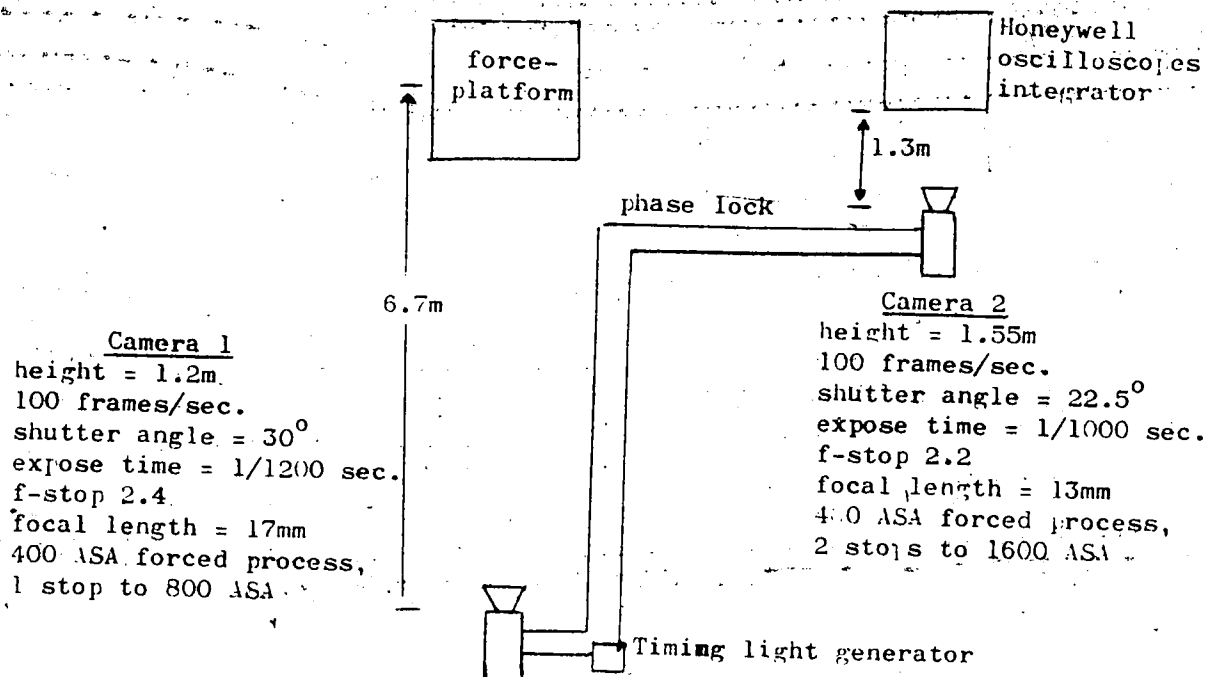 force-
platform
Honeywell
oscilloscopes
integrator
1.3m
phase lock
6.7m
Camera 1
height = 1.2m.
100 frames/sec.
shutter angle = 30°
expose time = 1/1200 sec.
f-stop 2.4
focal length = 17mm
400 ASA forced process,
1 stop to 800 ASA
Camera 2
height = 1.55m
100 frames/sec.
shutter angle = 22.5°
expose time = 1/1000 sec.
f-stop 2.2
focal length = 13mm
400 ASA forced process,
2 stops to 1600 ASA
Timing light generator